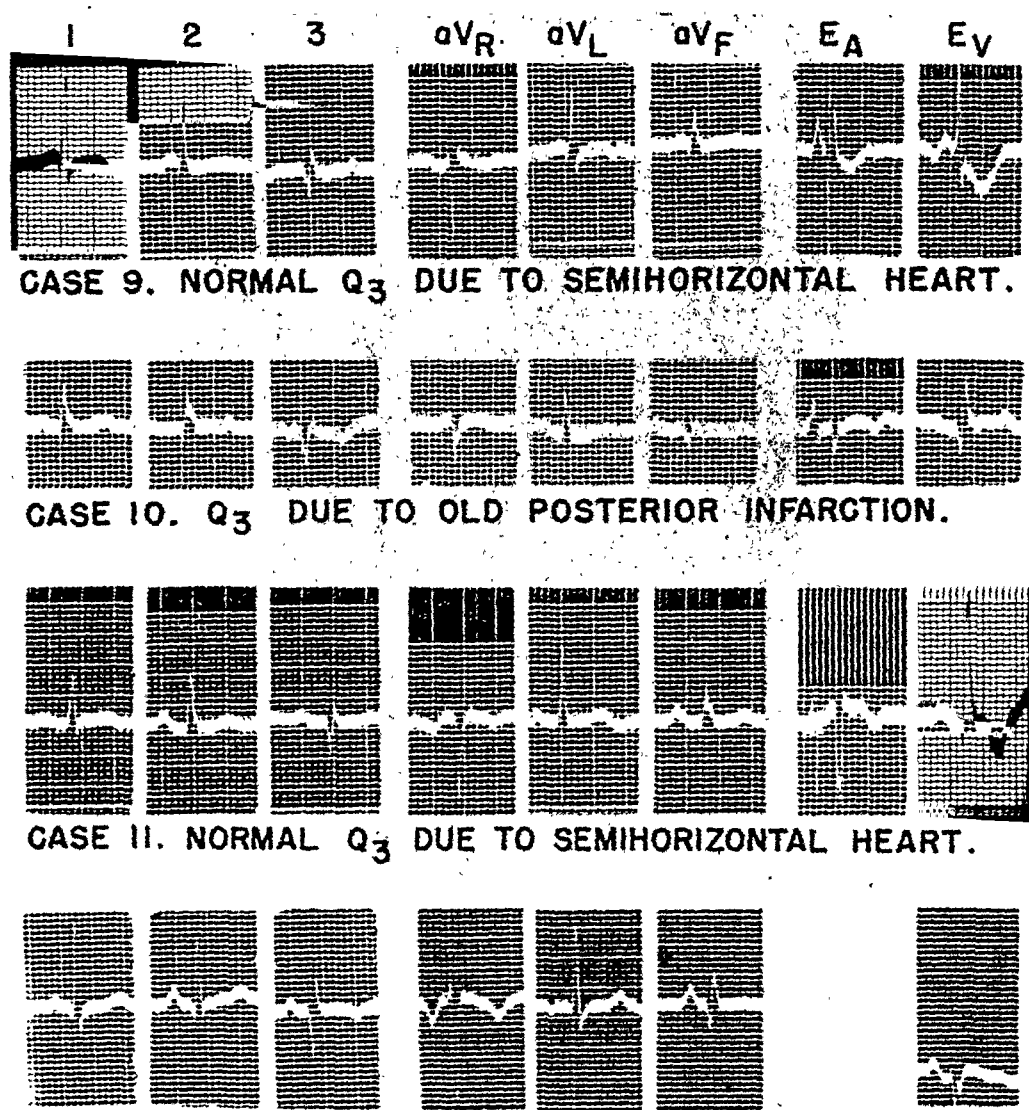 1 2 3 aVR aVL aVF EA EV
CASE 9. NORMAL Q3 DUE TO SEMIHORIZONTAL HEART.
CASE 10. Q3 DUE TO OLD POSTERIOR INFARCTION.
CASE 11. NORMAL Q3 DUE TO SEMIHORIZONTAL HEART.